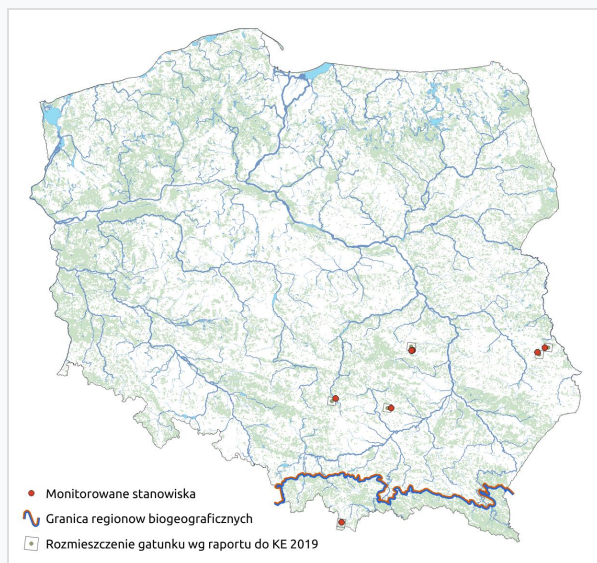 Monitorowane stanowiska
Granica regionow biogeograficznych
Rozmieszczenie gatunku wg raportu do KE 2019